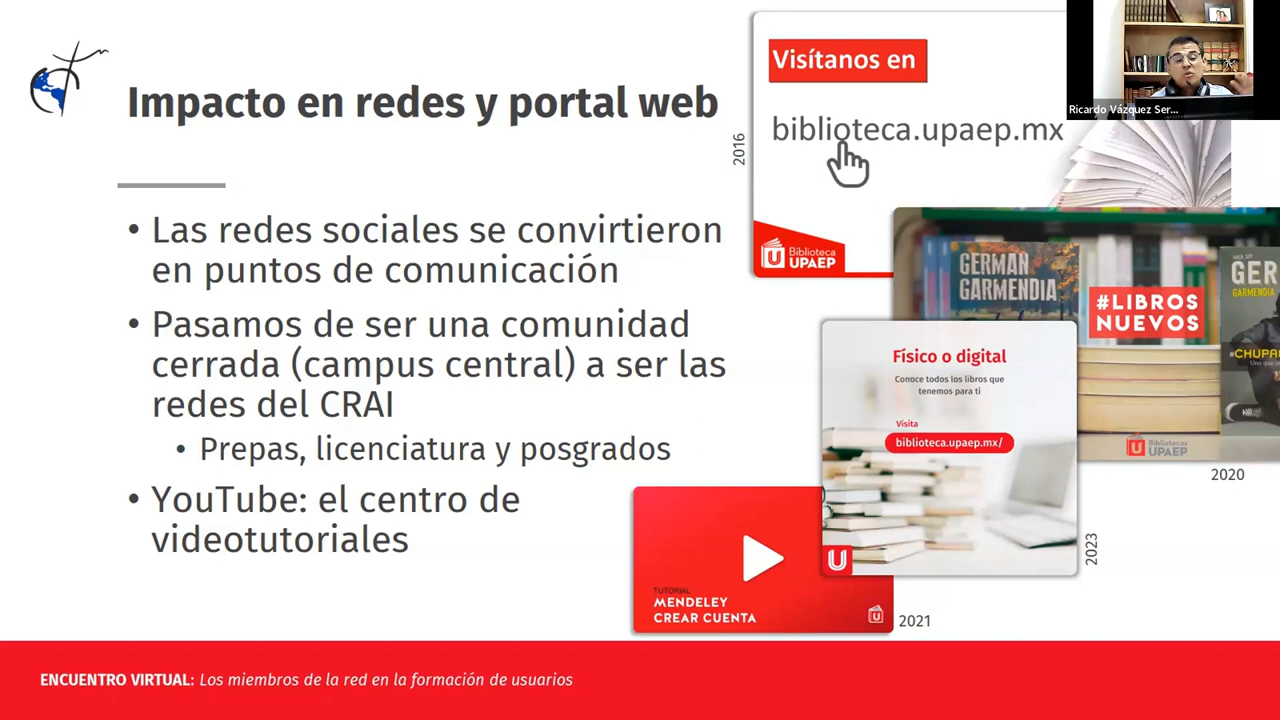 Impacto en redes y portal web
• Las redes sociales se convirtieron
en puntos de comunicación
• Pasamos de ser una comunidad
cerrada (campus central) a ser las
redes del CRAI
• Prepas, licenciatura y posgrados
• YouTube: el centro de
videotutoriales
2016
Visítanos en
biblioteca.upaep.mx
Biblioteca
UPAEP
Ricardo Vázquez Ser...
GERMAN
GARMENDIA
#LIBROS
NUEVOS
GER
GARMENDIA
#CHUPA
Bibliotecas
UPAEP
2020
Físico o digital
Conoce todos los libros que
tenemos para ti
Visita
biblioteca.upaep.mx/
2023
TUTORIAL
MENDELEY
CREAR CUENTA
2021
ENCUENTRO VIRTUAL: Los miembros de la red en la formación de usuarios